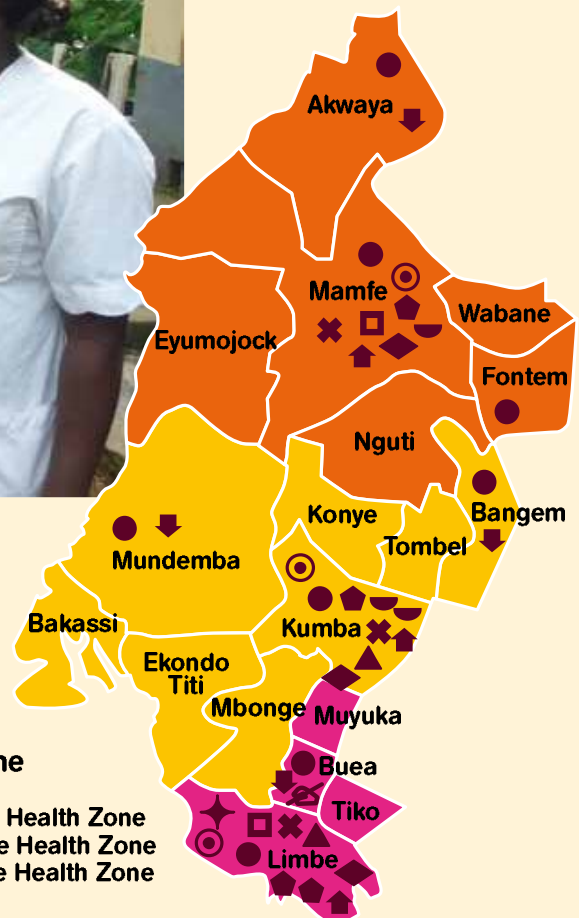 Akwaya
Mamfe
Wabane
Eyumojock
Fontem
Nguti
Bangem
Konye
Tombel
Mundemba
Bakassi
Kumba
Ekondo
Titi
Mbonge
Muyuka
Buea
Tiko
Limbe
Health Zone
Health Zone
Health Zone